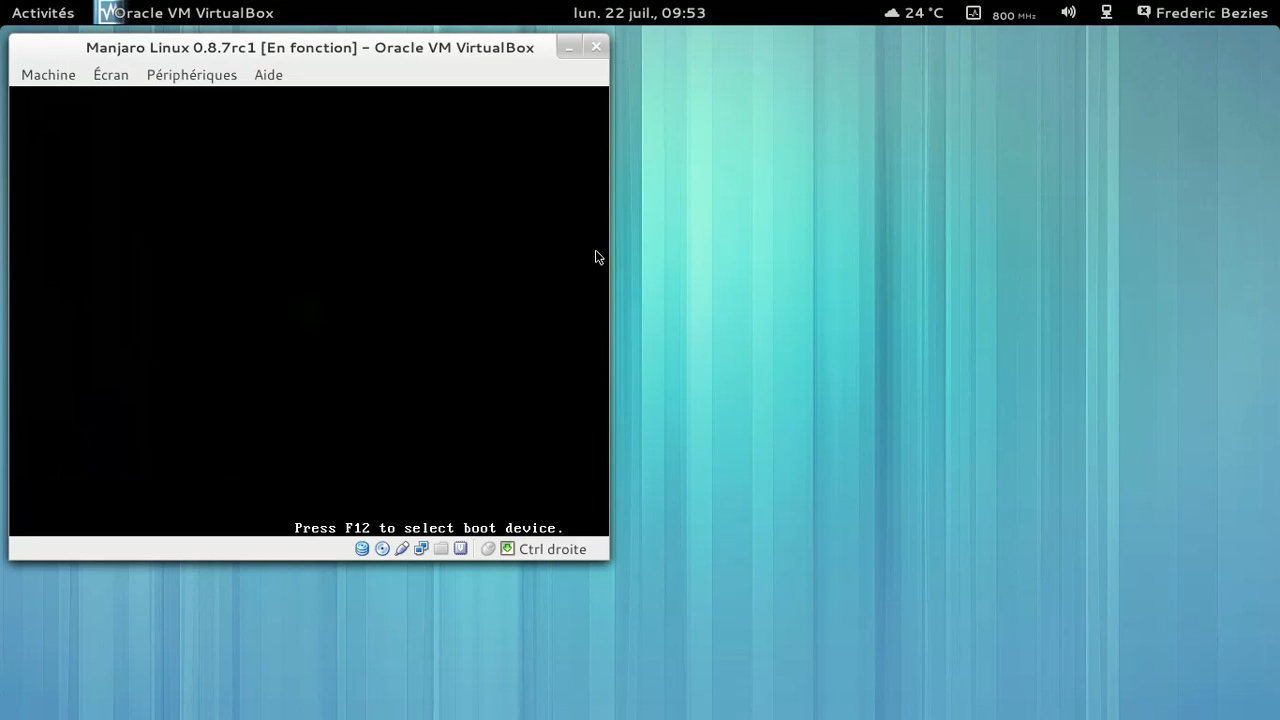 Activités Oracle VM VirtualBox lun. 22 juil., 09:53 24 °C 800 MHz Frederic Bezies
Manjaro Linux 0.8.7rc1 [En fonction] - Oracle VM VirtualBox
Machine Écran Périphériques Aide
Press F12 to select boot device.
Ctrl droite